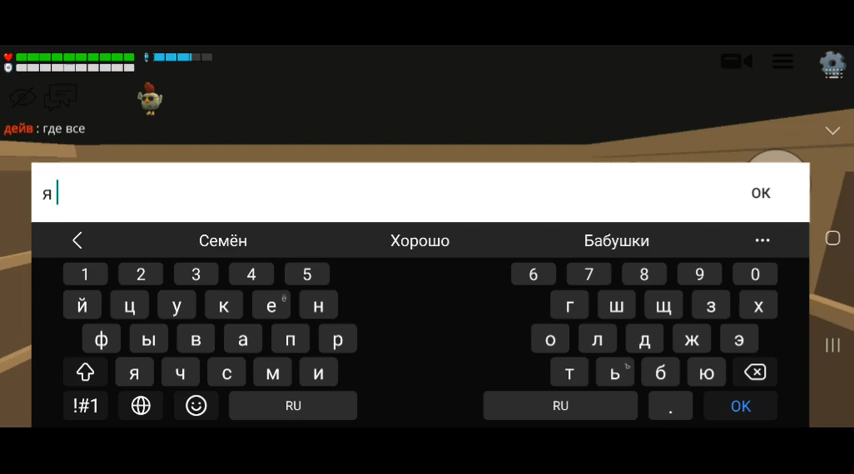 дейв : где все
я
ОК
Семён Хорошо Бабушки ...
1 2 3 4 5 6 7 8 9 0
й ц у к е ё н г ш щ з х
ф ы в а п р о л д ж э
я ч с м и т ь ъ б ю
!#1 RU RU . OK